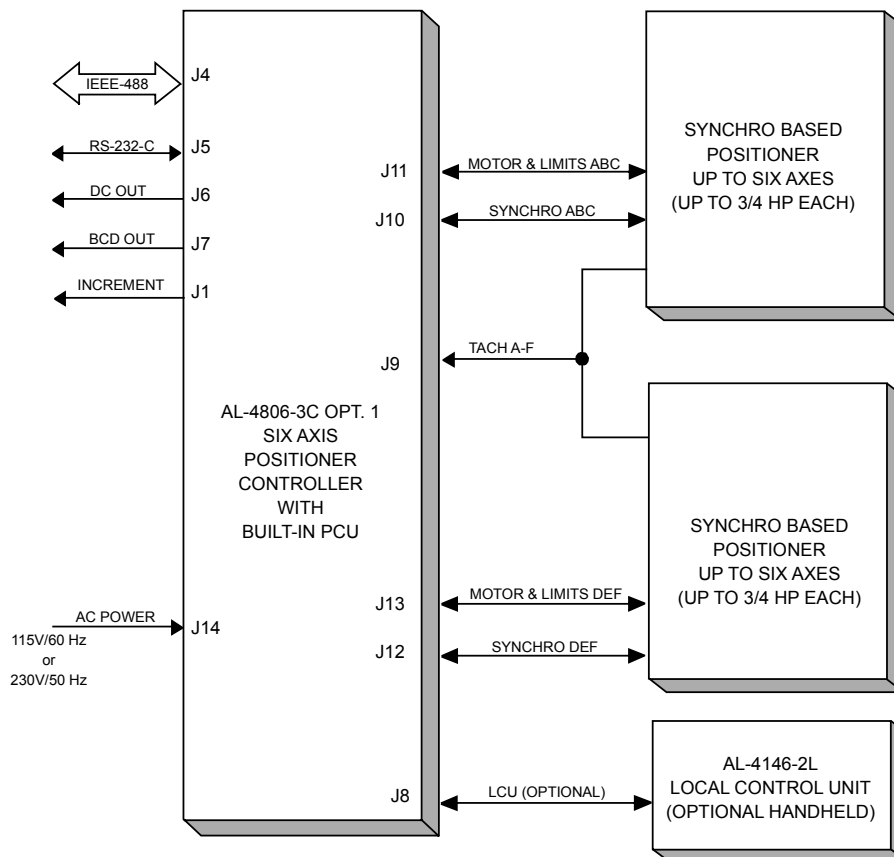 IEEE-488
J4
RS-232-C
J5
DC OUT
J6
BCD OUT
J7
INCREMENT
J1
AC POWER
J14
115V/60 Hz
or
230V/50 Hz
AL-4806-3C OPT. 1
SIX AXIS
POSITIONER
CONTROLLER
WITH
BUILT-IN PCU
J11
MOTOR & LIMITS ABC
J10
SYNCHRO ABC
J9
TACH A-F
J13
MOTOR & LIMITS DEF
J12
SYNCHRO DEF
J8
LCU (OPTIONAL)
SYNCHRO BASED
POSITIONER
UP TO SIX AXES
(UP TO 3/4 HP EACH)
SYNCHRO BASED
POSITIONER
UP TO SIX AXES
(UP TO 3/4 HP EACH)
AL-4146-2L
LOCAL CONTROL UNIT
(OPTIONAL HANDHELD)